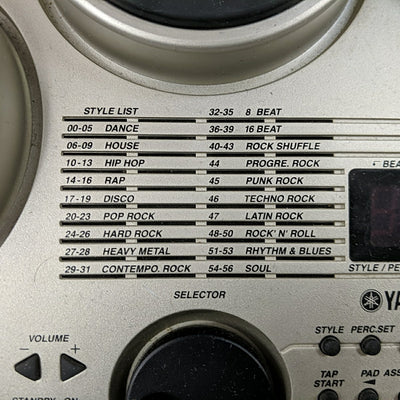 STYLE LIST
00-05 DANCE
06-09 HOUSE
10-13 HIP HOP
14-16 RAP
17-19 DISCO
20-23 POP ROCK
24-26 HARD ROCK
27-28 HEAVY METAL
29-31 CONTEMPO. ROCK
32-35 8 BEAT
36-39 16 BEAT
40-43 ROCK SHUFFLE
44 PROGRE. ROCK
45 PUNK ROCK
46 TECHNO ROCK
47 LATIN ROCK
48-50 ROCK' N' ROLL
51-53 RHYTHM & BLUES
54-56 SOUL
BEA
STYLE / PE
SELECTOR
YA
VOLUME
− +
STYLE PERC.SET
TAP START
PAD ASS
STANDBY ON